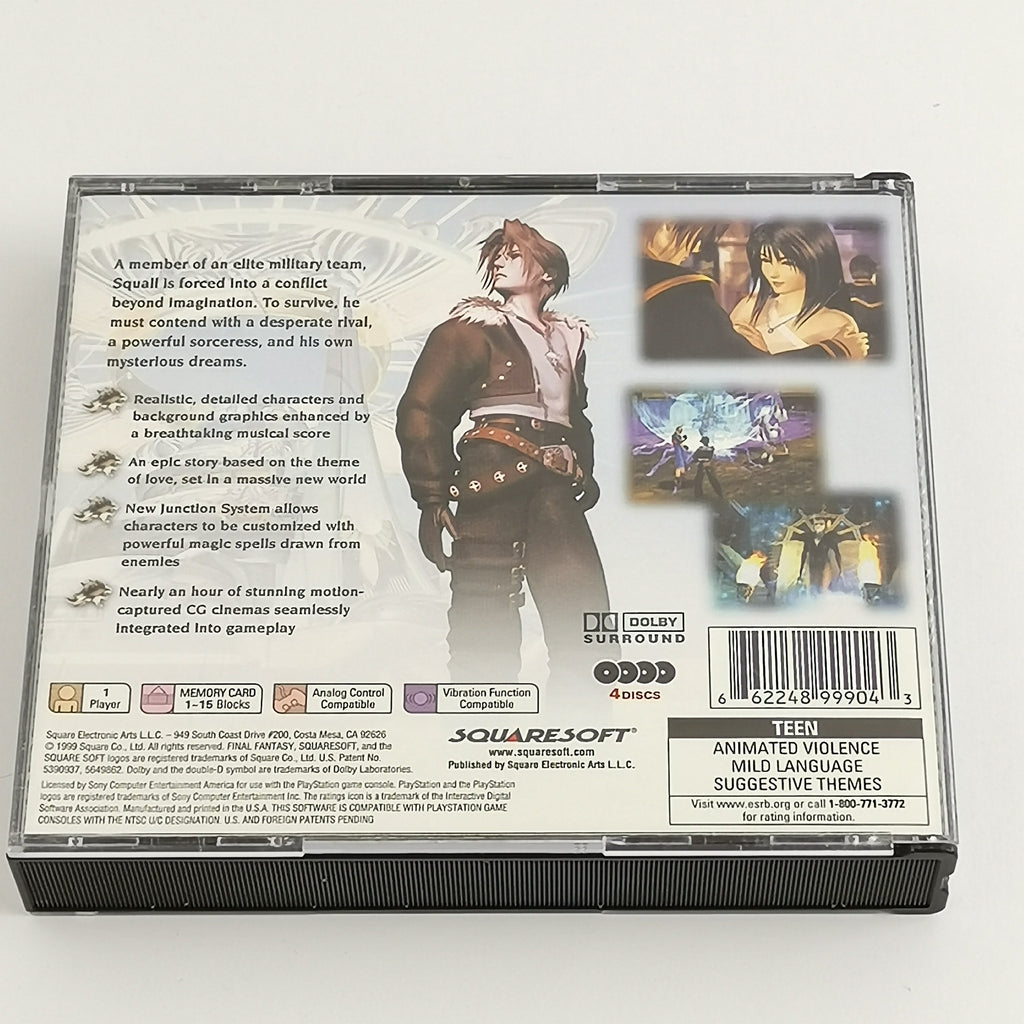 A member of an elite military team,
Squall is forced into a conflict
beyond imagination. To survive, he
must contend with a desperate rival,
a powerful sorceress, and his own
mysterious dreams.
Realistic, detailed characters and
background graphics enhanced by
a breathtaking musical score
An epic story based on the theme
of love, set in a massive new world
New Junction System allows
characters to be customized with
powerful magic spells drawn from
enemies
Nearly an hour of stunning motion-
captured CG cinemas seamlessly
integrated into gameplay
DOLBY
SURROUND
4 DISCS
6 62248 99904 3
1
Player
MEMORY CARD
1-15 Blocks
Analog Control
Compatible
Vibration Function
Compatible
Square Electronic Arts L.L.C. – 949 South Coast Drive #200, Costa Mesa, CA 92626
© 1999 Square Co., Ltd. All rights reserved. FINAL FANTASY, SQUARESOFT, and the
SQUARE SOFT logos are registered trademarks of Square Co., Ltd. U.S. Patent No.
5390937, 5649862. Dolby and the double-D symbol are trademarks of Dolby Laboratories.
Licensed by Sony Computer Entertainment America for use with the PlayStation game console. PlayStation and the PlayStation
logos are registered trademarks of Sony Computer Entertainment Inc. The ratings icon is a trademark of the Interactive Digital
Software Association. Manufactured and printed in the U.S.A. THIS SOFTWARE IS COMPATIBLE WITH PLAYSTATION GAME
CONSOLES WITH THE NTSC U/C DESIGNATION. U.S. AND FOREIGN PATENTS PENDING
SQUARESOFT®
www.squaresoft.com
Published by Square Electronic Arts L.L.C.
TEEN
ANIMATED VIOLENCE
MILD LANGUAGE
SUGGESTIVE THEMES
Visit www.esrb.org or call 1-800-771-3772
for rating information.